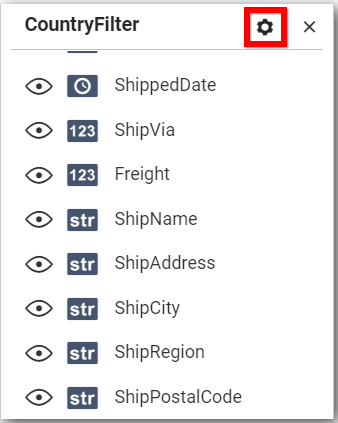 CountryFilter
ShippedDate
123 ShipVia
123 Freight
str ShipName
str ShipAddress
str ShipCity
str ShipRegion
str ShipPostalCode